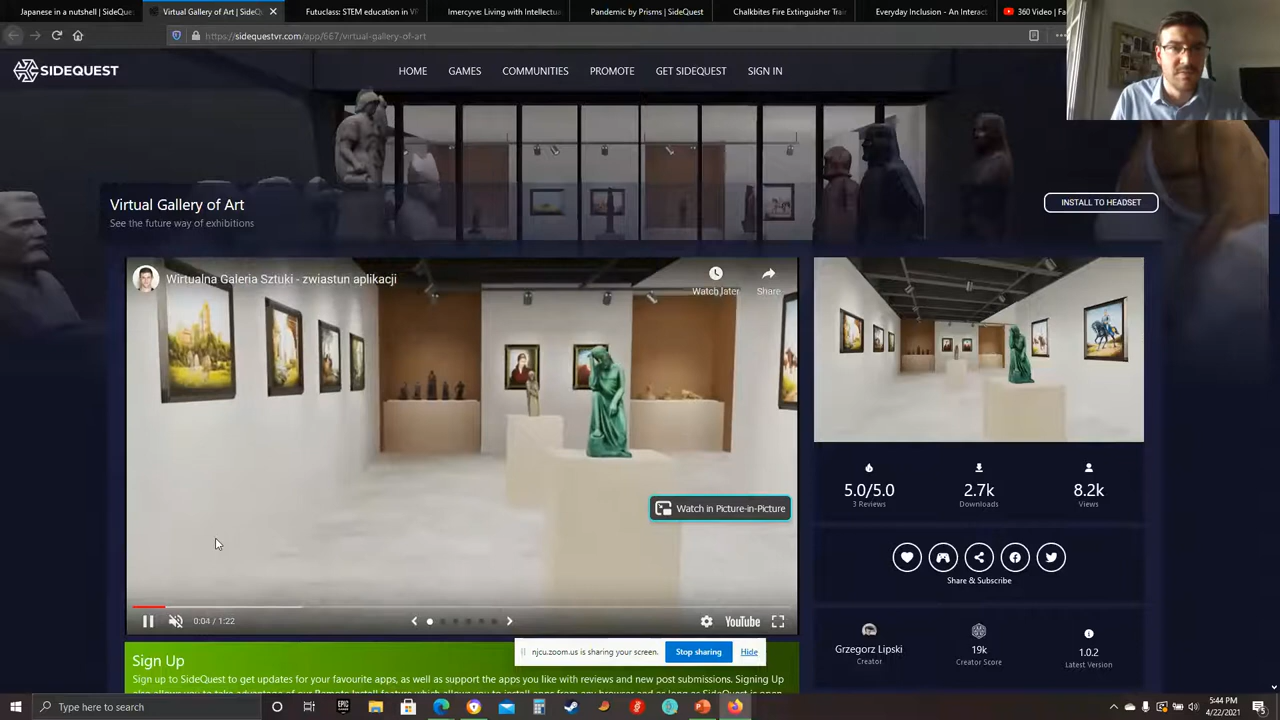 Japanese in a nutshell | SideQues
Virtual Gallery of Art | SideQu
Futuclass: STEM education in VR
Imercyve: Living with Intellectua
Pandemic by Prisms | SideQuest
Chalkbites Fire Extinguisher Train
Everyday Inclusion - An Interact
360 Video | Fa
https://sidequestvr.com/app/667/virtual-gallery-of-art
SIDEQUEST
HOME
GAMES
COMMUNITIES
PROMOTE
GET SIDEQUEST
SIGN IN
Virtual Gallery of Art
See the future way of exhibitions
INSTALL TO HEADSET
Wirtualna Galeria Sztuki - zwiastun aplikacji
Watch later
Share
Watch in Picture-in-Picture
0:04 / 1:22
YouTube
5.0/5.0
3 Reviews
2.7k
Downloads
8.2k
Views
Share & Subscribe
Grzegorz Lipski
Creator
19k
Creator Score
1.0.2
Latest Version
njcu.zoom.us is sharing your screen.
Stop sharing
Hide
Sign Up
Sign up to SideQuest to get updates for your favourite apps, as well as support the apps you like with reviews and new post submissions. Signing Up
Type here to search
EPIC
5:44 PM
4/22/2021